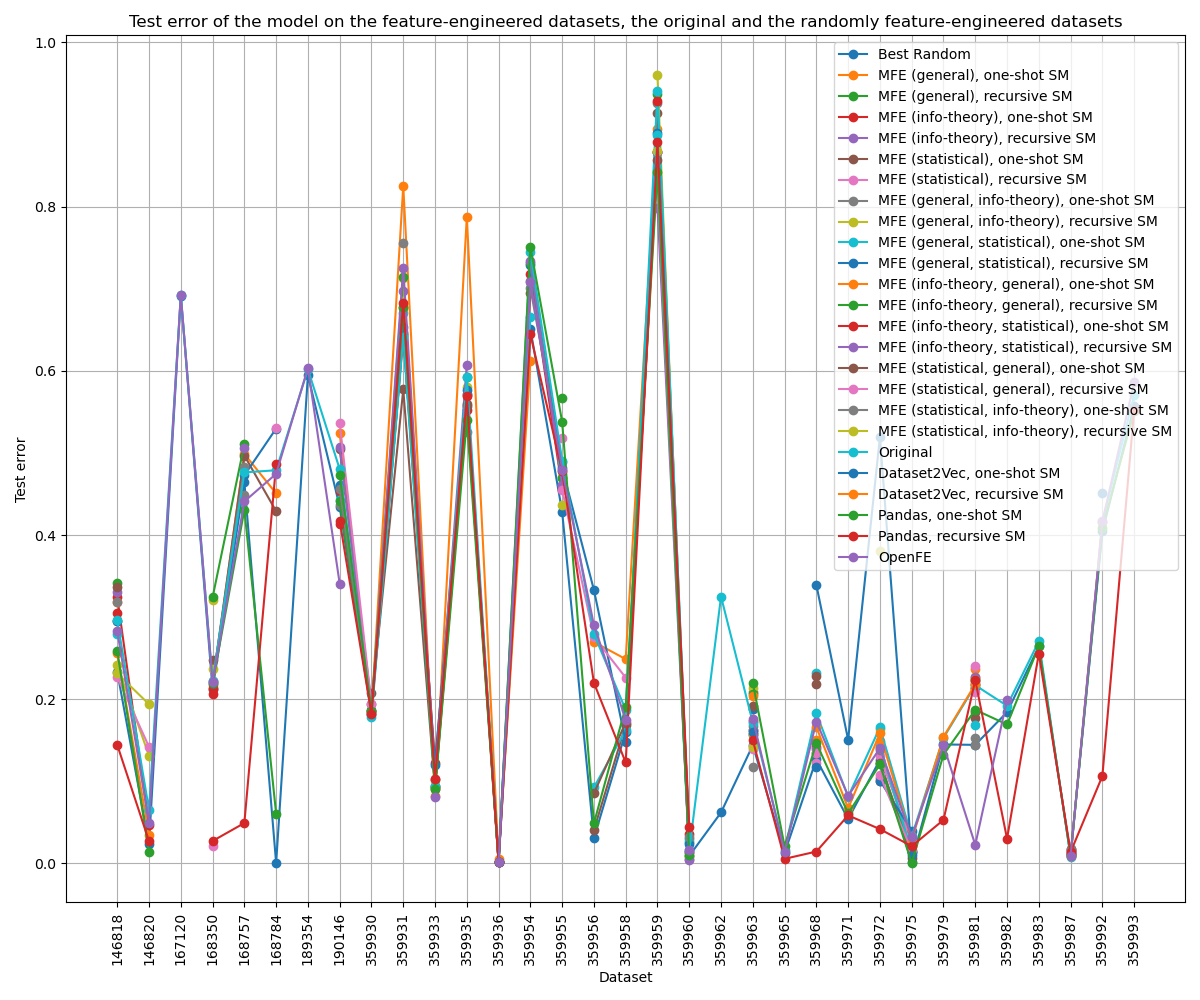 Test error of the model on the feature-engineered datasets, the original and the randomly feature-engineered datasets
Test error
1.0
0.8
0.6
0.4
0.2
0.0
Best Random
MFE (general), one-shot SM
MFE (general), recursive SM
MFE (info-theory), one-shot SM
MFE (info-theory), recursive SM
MFE (statistical), one-shot SM
MFE (statistical), recursive SM
MFE (general, info-theory), one-shot SM
MFE (general, info-theory), recursive SM
MFE (general, statistical), one-shot SM
MFE (general, statistical), recursive SM
MFE (info-theory, general), one-shot SM
MFE (info-theory, general), recursive SM
MFE (info-theory, statistical), one-shot SM
MFE (info-theory, statistical), recursive SM
MFE (statistical, general), one-shot SM
MFE (statistical, general), recursive SM
MFE (statistical, info-theory), one-shot SM
MFE (statistical, info-theory), recursive SM
Original
Dataset2Vec, one-shot SM
Dataset2Vec, recursive SM
Pandas, one-shot SM
Pandas, recursive SM
OpenFE
146818
146820
167120
168350
168757
168784
189354
190146
359930
359931
359933
359935
359936
359954
359955
359956
359958
359959
359960
359962
359963
359965
359968
359971
359972
359975
359979
359981
359982
359983
359987
359992
359993
Dataset